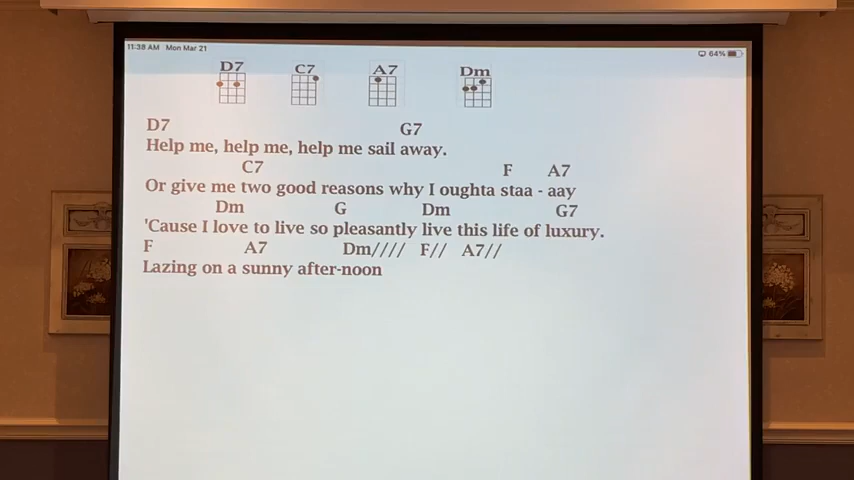 11:38 AM Mon Mar 21
64%
D7 C7 A7 Dm
D7 G7
Help me, help me, help me sail away.
C7 F A7
Or give me two good reasons why I oughta staa - aay
Dm G Dm G7
'Cause I love to live so pleasantly live this life of luxury.
F A7 Dm//// F// A7//
Lazing on a sunny after-noon